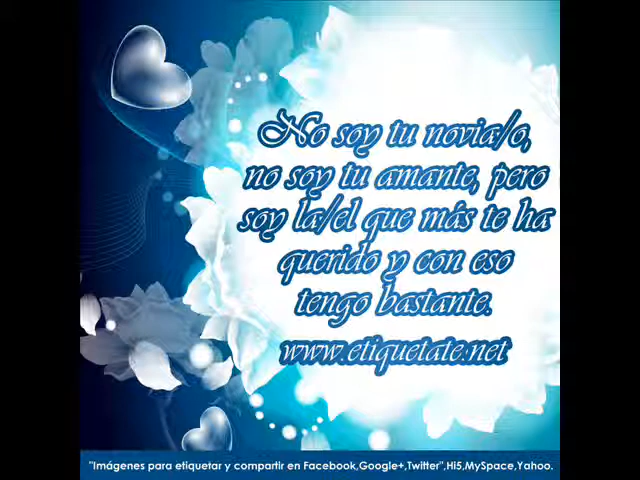 No soy tu novia/o,
no soy tu amante, pero
soy la/el que más te ha
querido y con eso
tengo bastante.
www.etiquetate.net
"Imágenes para etiquetar y compartir en Facebook,Google+,Twitter",Hi5,MySpace,Yahoo.